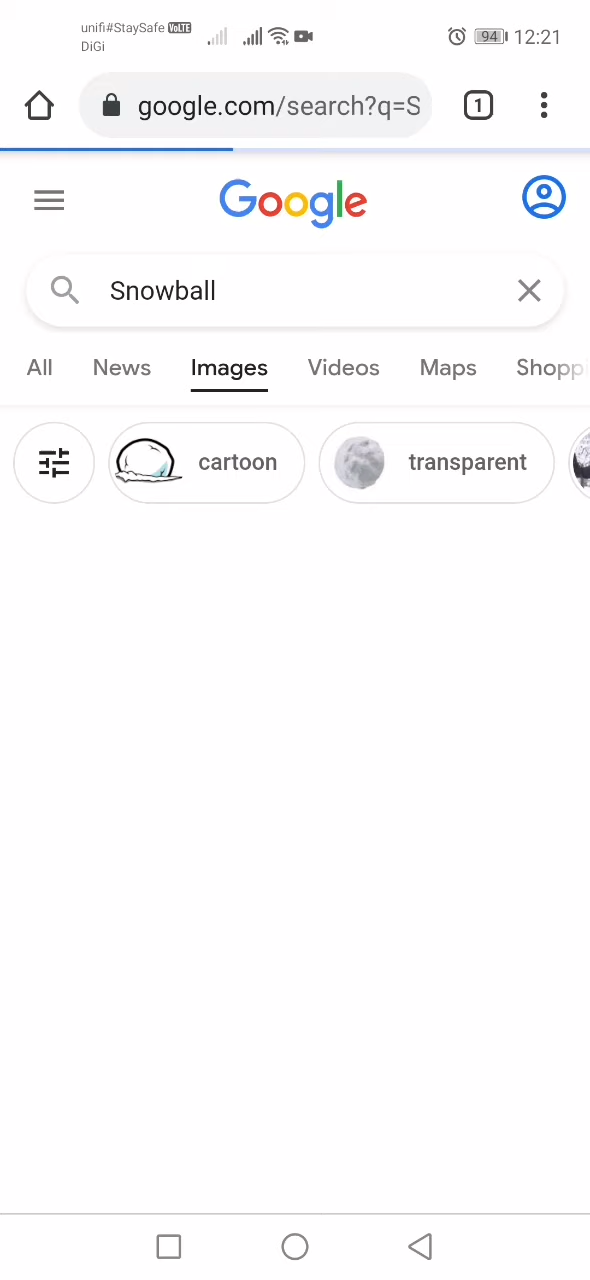 unifi#StaySafe VoLTE
DiGi
94 12:21
google.com/search?q=S
1
Google
Snowball
All News Images Videos Maps Shoppi
cartoon transparent